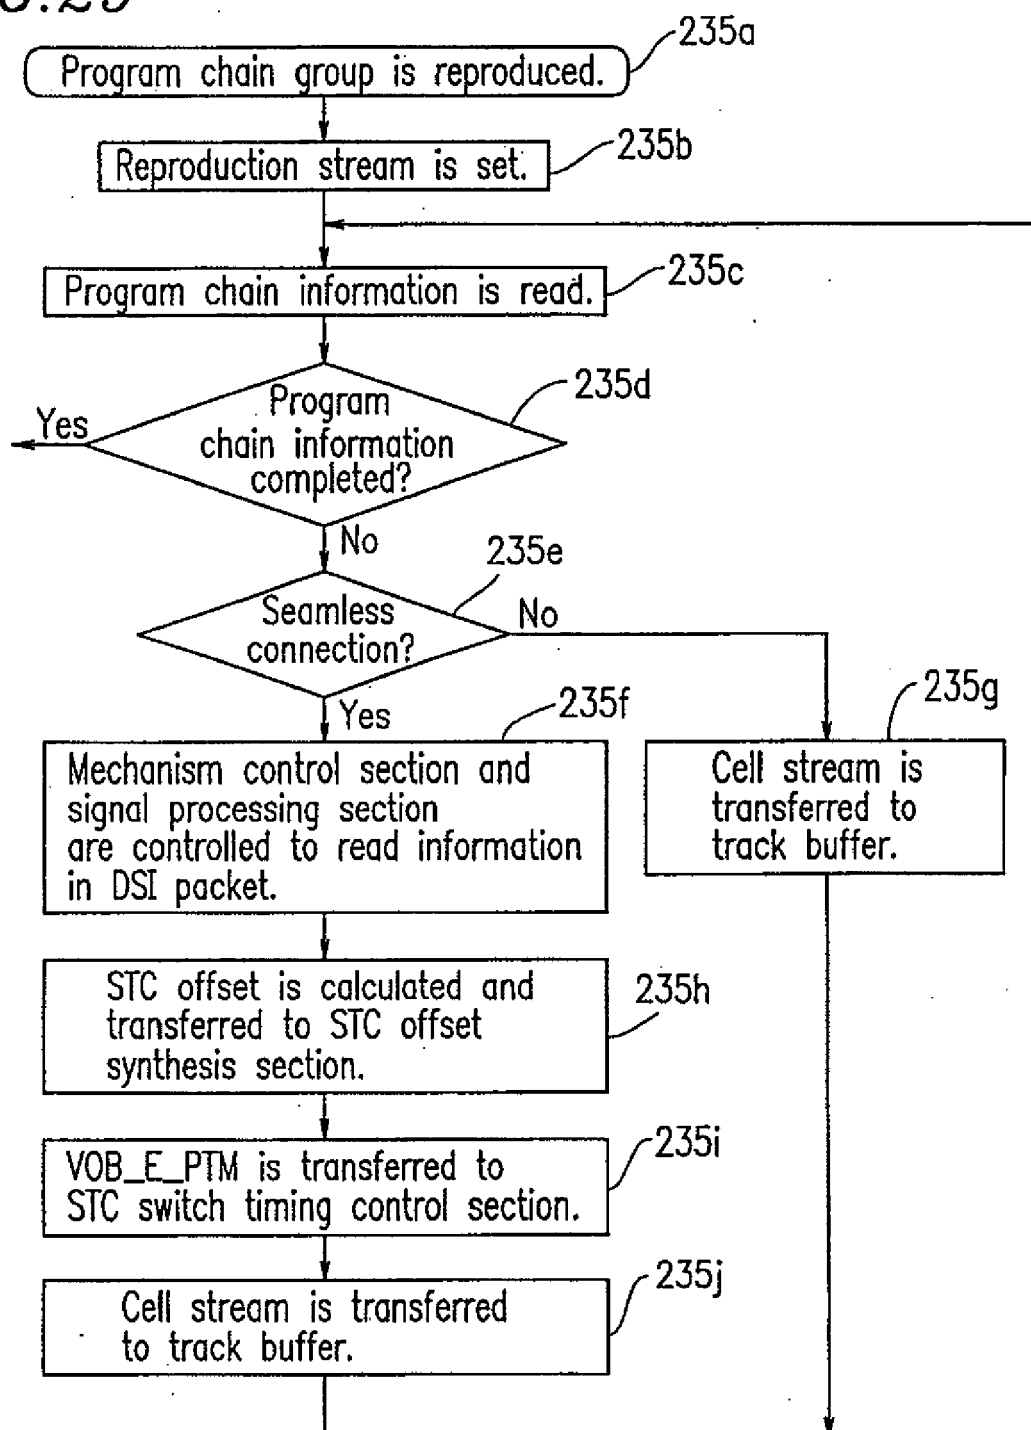 235a
Program chain group is reproduced.
235b
Reproduction stream is set.
235c
Program chain information is read.
235d
Program
chain information
completed?
Yes
No
235e
Seamless
connection?
No
Yes
235f
Mechanism control section and
signal processing section
are controlled to read information
in DSI packet.
235g
Cell stream is
transferred to
track buffer.
235h
STC offset is calculated and
transferred to STC offset
synthesis section.
235i
VOB_E_PTM is transferred to
STC switch timing control section.
235j
Cell stream is transferred
to track buffer.